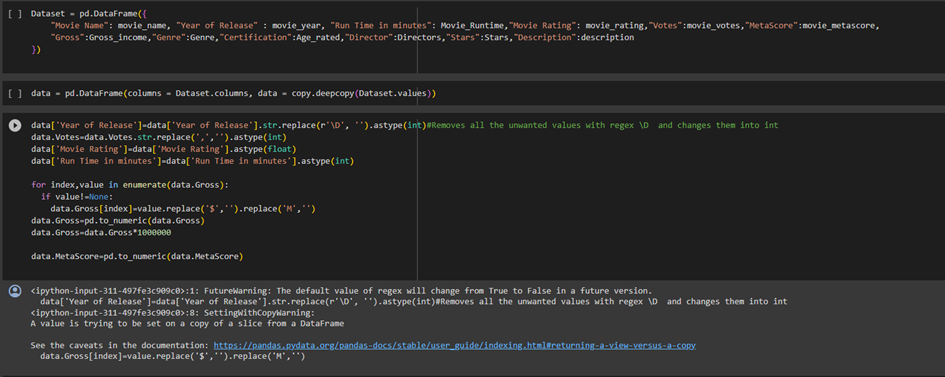 [ ] Dataset = pd.DataFrame({
"Movie Name": movie_name, "Year of Release" : movie_year, "Run Time in minutes": Movie_Runtime,"Movie Rating": movie_rating,"Votes":movie_votes,"MetaScore":movie_metascore,
"Gross":Gross_income,"Genre":Genre,"Certification":Age_rated,"Director":Directors,"Stars":Stars,"Description":description
})
[ ] data = pd.DataFrame(columns = Dataset.columns, data = copy.deepcopy(Dataset.values))
data['Year of Release']=data['Year of Release'].str.replace(r'\D', '').astype(int)#Removes all the unwanted values with regex \D  and changes them into int
data.Votes=data.Votes.str.replace(',','').astype(int)
data['Movie Rating']=data['Movie Rating'].astype(float)
data['Run Time in minutes']=data['Run Time in minutes'].astype(int)
for index,value in enumerate(data.Gross):
if value!=None:
data.Gross[index]=value.replace('$','').replace('M','')
data.Gross=pd.to_numeric(data.Gross)
data.Gross=data.Gross*1000000
data.MetaScore=pd.to_numeric(data.MetaScore)
<ipython-input-311-497fe3c909c0>:1: FutureWarning: The default value of regex will change from True to False in a future version.
data['Year of Release']=data['Year of Release'].str.replace(r'\D', '').astype(int)#Removes all the unwanted values with regex \D  and changes them into int
<ipython-input-311-497fe3c909c0>:8: SettingWithCopyWarning:
A value is trying to be set on a copy of a slice from a DataFrame
See the caveats in the documentation: https://pandas.pydata.org/pandas-docs/stable/user_guide/indexing.html#returning-a-view-versus-a-copy
data.Gross[index]=value.replace('$','').replace('M','')